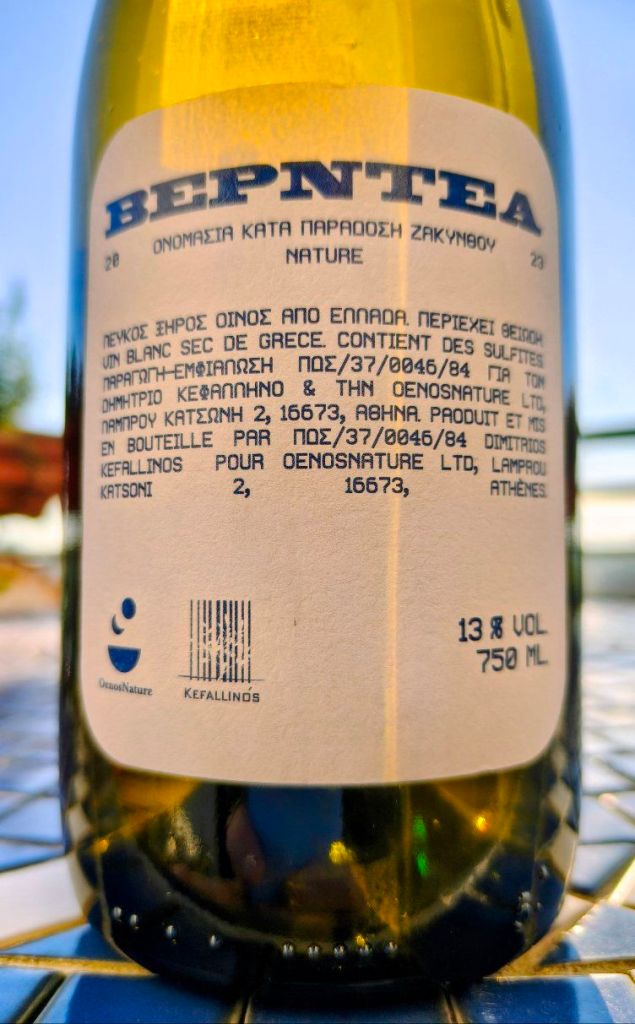 ΒΕΡΝΤΕΑ
20 ΟΝΟΜΑΣΙΑ ΚΑΤΑ ΠΑΡΑΔΟΣΗ ΖΑΚΥΝΘΟΥ 23
NATURE
ΛΕΥΚΟΣ ΞΗΡΟΣ ΟΙΝΟΣ ΑΠΟ ΕΛΛΑΔΑ. ΠΕΡΙΕΧΕΙ ΘΕΙΩΔΗ.
VIN BLANC SEC DE GRECE. CONTIENT DES SULFITES.
ΠΑΡΑΓΩΓΗ-ΕΜΦΙΑΛΩΣΗ ΠΩΣ/37/0046/84 ΓΙΑ ΤΟΝ
ΔΗΜΗΤΡΙΟ ΚΕΦΑΛΛΗΝΟ & ΤΗΝ OENOSNATURE LTD,
ΛΑΜΠΡΟΥ ΚΑΤΣΩΝΗ 2, 16673, ΑΘΗΝΑ. PRODUIT ET MIS
EN BOUTEILLE PAR ΠΩΣ/37/0046/84 DIMITRIOS
KEFALLINOS POUR OENOSNATURE LTD, LAMPROU
KATSONI 2, 16673, ATHÈNES.
OenosNature
KEFALLINÓS
13 % VOL.
750 ML.